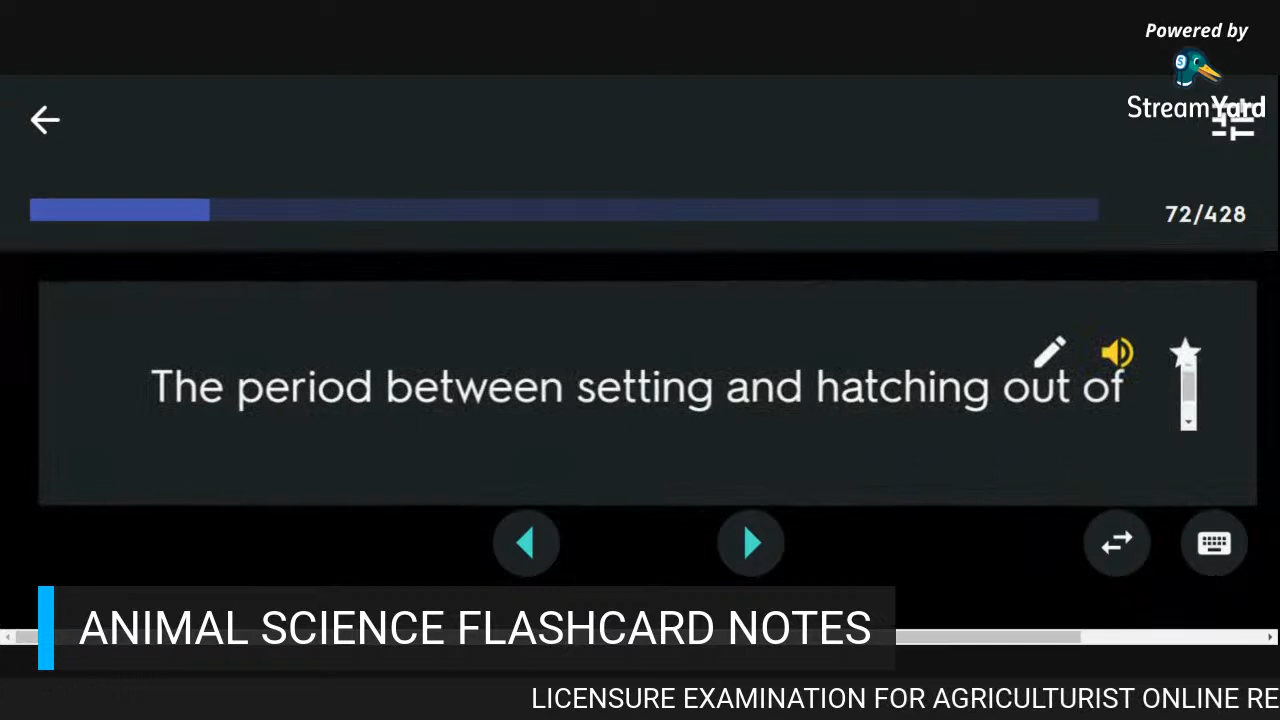 Powered by
StreamYard
72/428
The period between setting and hatching out of
ANIMAL SCIENCE FLASHCARD NOTES
LICENSURE EXAMINATION FOR AGRICULTURIST ONLINE RE